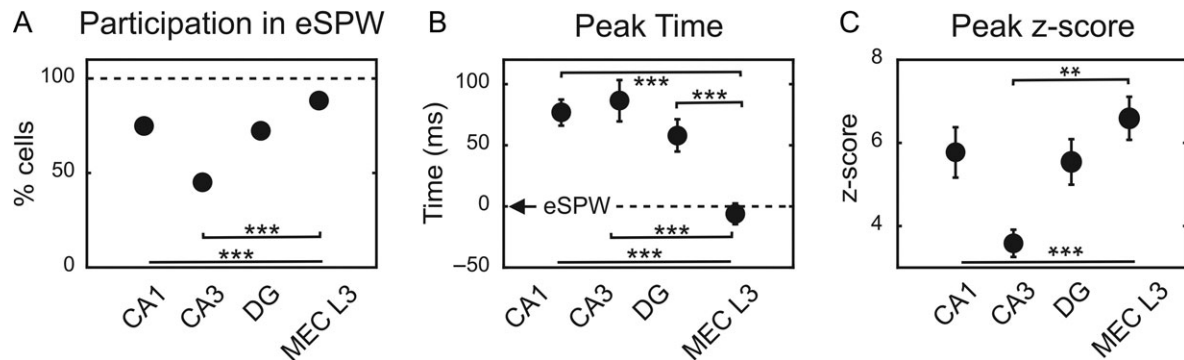 A Participation in eSPW
100
50
0
% cells
***
***
CA1
CA3
DG
MEC L3
B Peak Time
100
50
0
−50
Time (ms)
***
***
eSPW
***
***
CA1
CA3
DG
MEC L3
C Peak z-score
8
6
4
z-score
**
***
CA1
CA3
DG
MEC L3